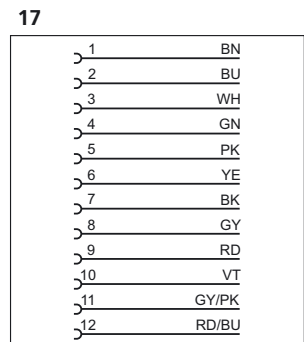 17
1 BN
2 BU
3 WH
4 GN
5 PK
6 YE
7 BK
8 GY
9 RD
10 VT
11 GY/PK
12 RD/BU